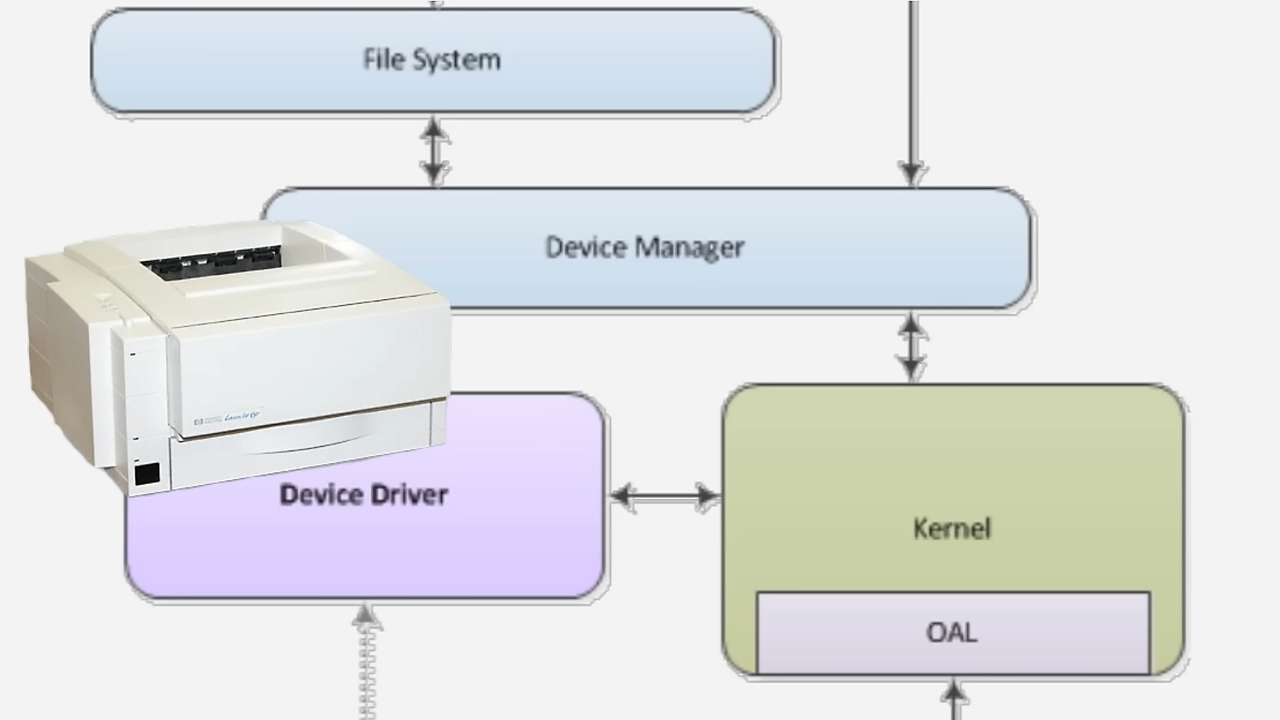 File System
Device Manager
Device Driver
Kernel
OAL